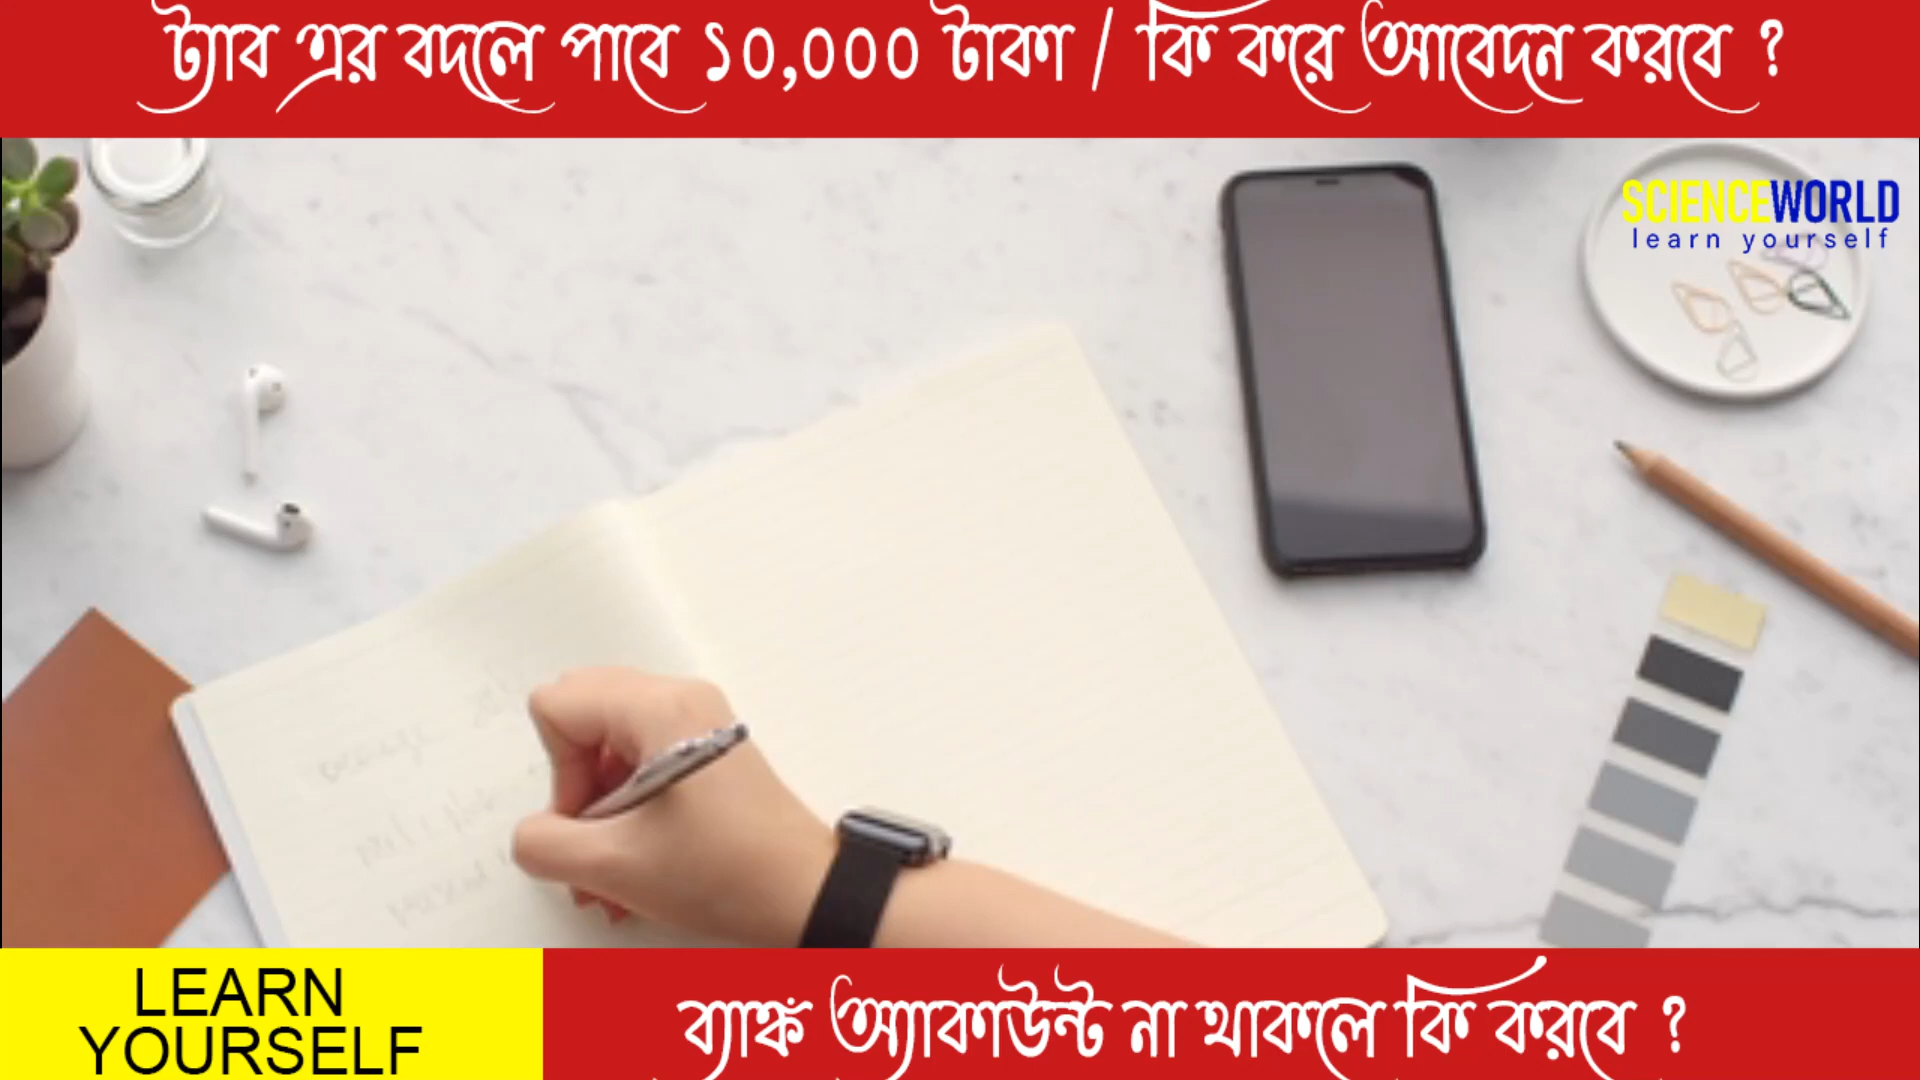 ট্যাব এর বদলে পাবে ১০,০০০ টাকা / কি করে আবেদন করবে ?
SCIENCEWORLD
learn yourself
LEARN
YOURSELF
ব্যাঙ্ক অ্যাকাউন্ট না থাকলে কি করবে ?